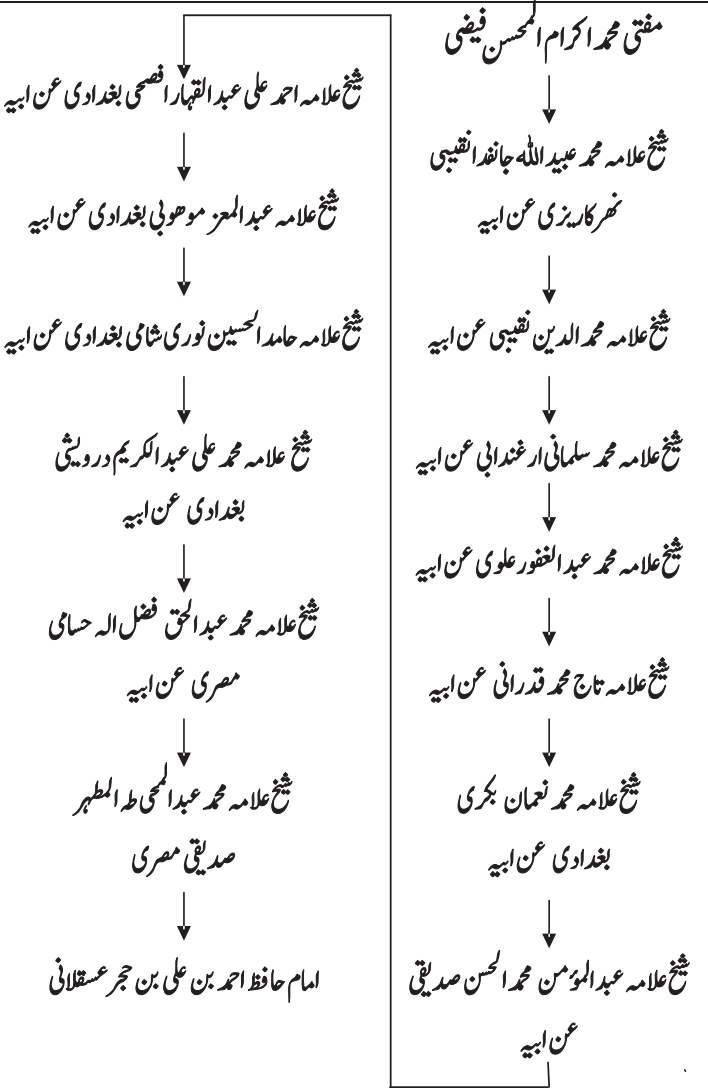 مفتی محمد اکرام المحسن فیضی
شیخ علامہ محمد عبید اللہ جانفدا نقیبی
نھر کاریزی عن ابیہ
شیخ علامہ محمد الدین نقیبی عن ابیہ
شیخ علامہ محمد سلمانی ارغندابی عن ابیہ
شیخ علامہ محمد عبد الغفور علوی عن ابیہ
شیخ علامہ تاج محمد قدرانی عن ابیہ
شیخ علامہ محمد نعمان بکری
بغدادی عن ابیہ
شیخ علامہ عبد المؤمن محمد الحسن صدیقی
عن ابیہ
شیخ علامہ احمد علی عبد القہار افصحی بغدادی عن ابیہ
شیخ علامہ عبد المعز موھوبی بغدادی عن ابیہ
شیخ علامہ حامد الحسین نوری شامی بغدادی عن ابیہ
شیخ علامہ محمد علی عبد الکریم درویشی
بغدادی عن ابیہ
شیخ علامہ محمد عبد الحق فضل الہ حسامی
مصری عن ابیہ
شیخ علامہ محمد عبد المحی طہ المطہر
صدیقی مصری
امام حافظ احمد بن علی بن حجر عسقلانی